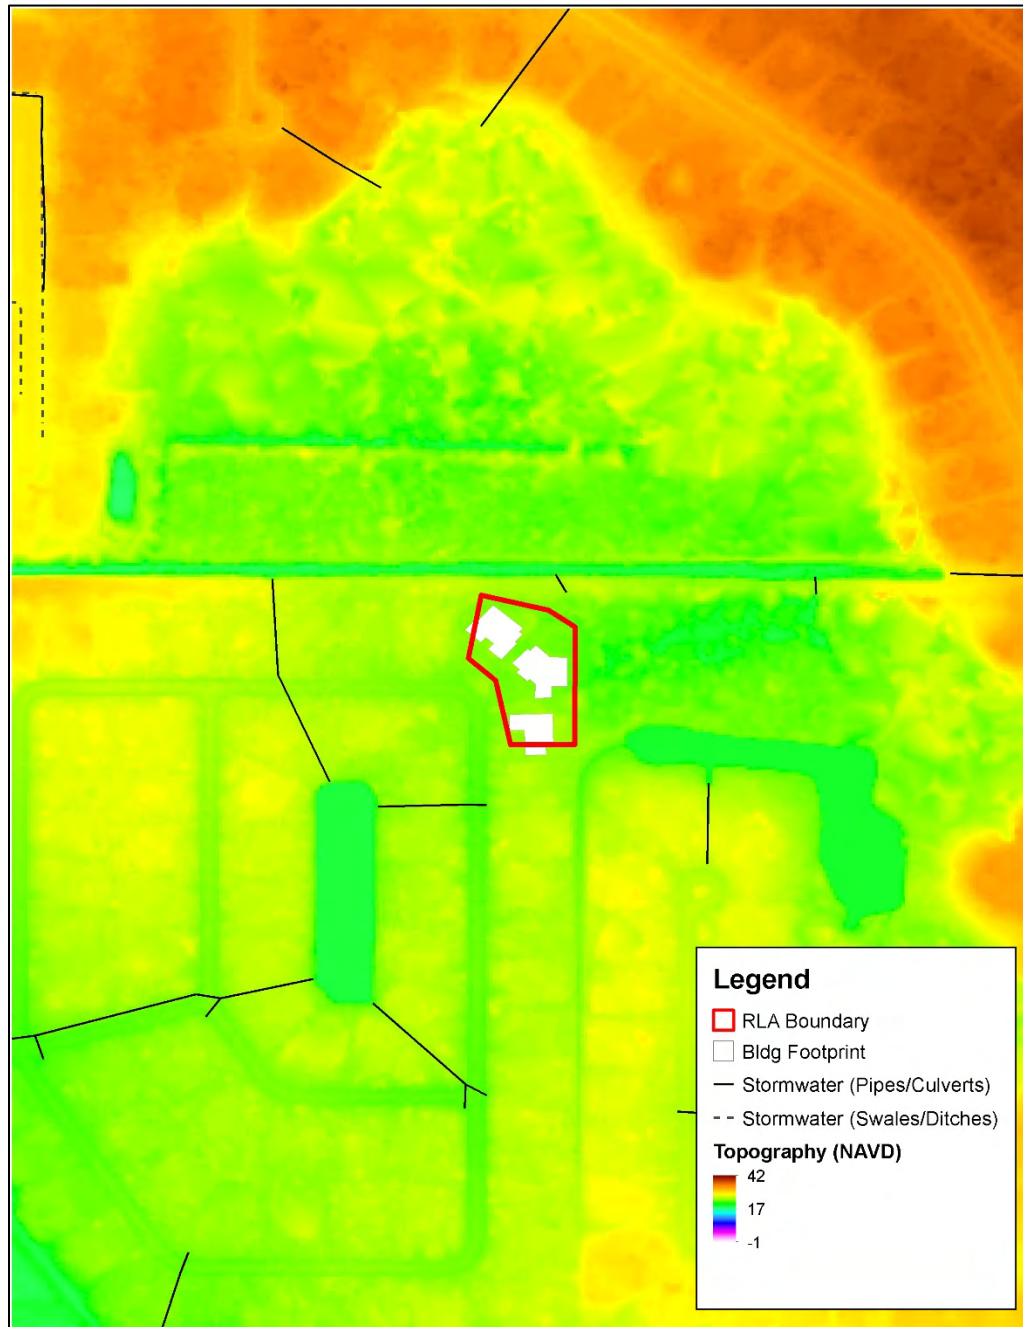 Legend
RLA Boundary
Bldg Footprint
Stormwater (Pipes/Culverts)
Stormwater (Swales/Ditches)
Topography (NAVD)
42
17
-1